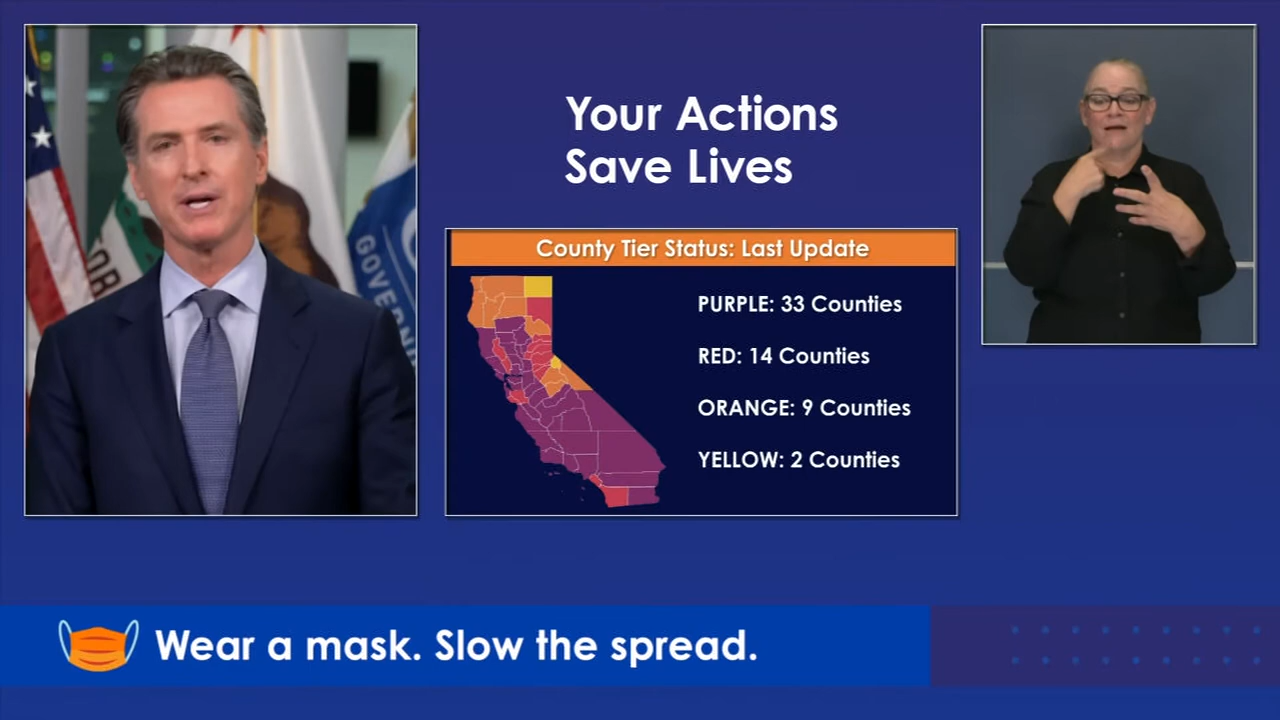 Your Actions
Save Lives
County Tier Status: Last Update
PURPLE: 33 Counties
RED: 14 Counties
ORANGE: 9 Counties
YELLOW: 2 Counties
Wear a mask. Slow the spread.